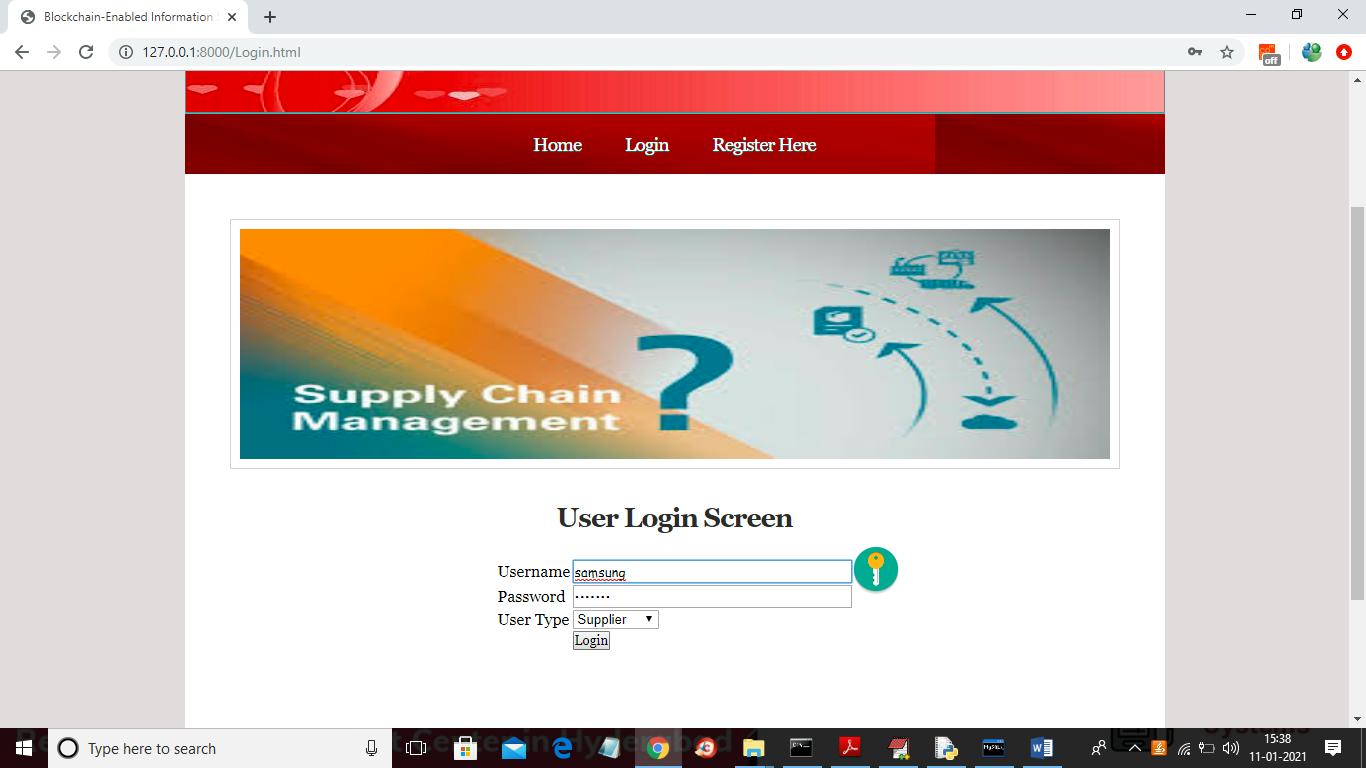 Blockchain-Enabled Information
127.0.0.1:8000/Login.html
off
Home Login Register Here
Supply Chain
Management
?
User Login Screen
Username samsung
Password •••••••
User Type Supplier
Login
Type here to search
15:38
11-01-2021